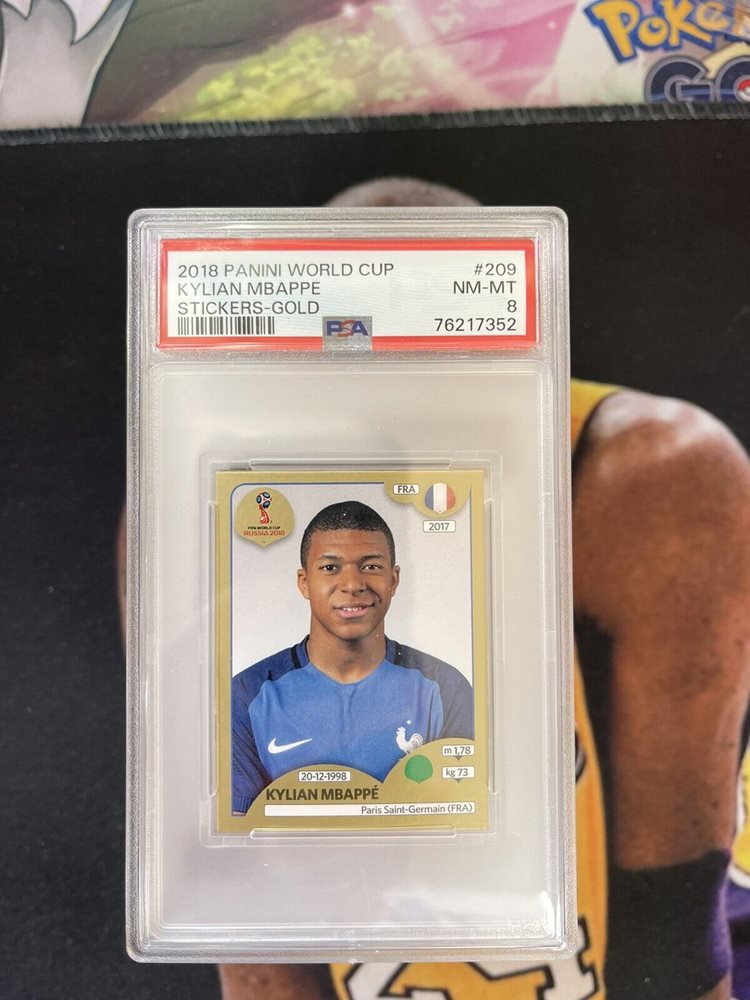 POKéMON
GO
2018 PANINI WORLD CUP #209
KYLIAN MBAPPE NM-MT
STICKERS-GOLD 8
PSA 76217352
FRA
2017
FIFA WORLD CUP
RUSSIA 2018
m 1,78
kg 73
20-12-1998
KYLIAN MBAPPÉ
Paris Saint-Germain (FRA)